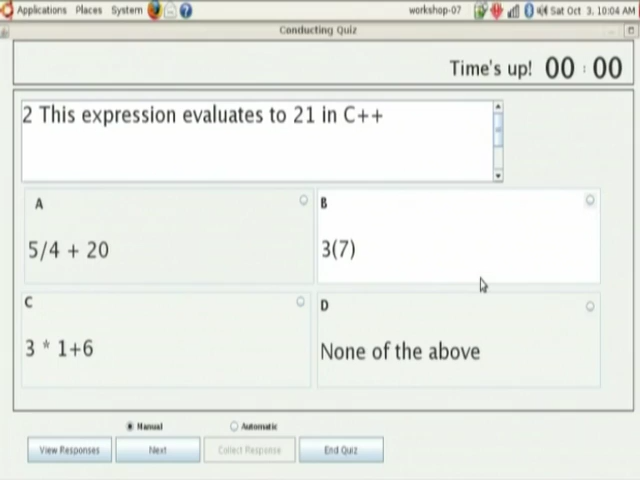 Applications Places System workshop-07 Sat Oct 3, 10:04 AM
Conducting Quiz
Time's up! 00 : 00
2 This expression evaluates to 21 in C++
A
5/4 + 20
B
3(7)
C
3 * 1+6
D
None of the above
Manual Automatic
View Responses Next Collect Response End Quiz